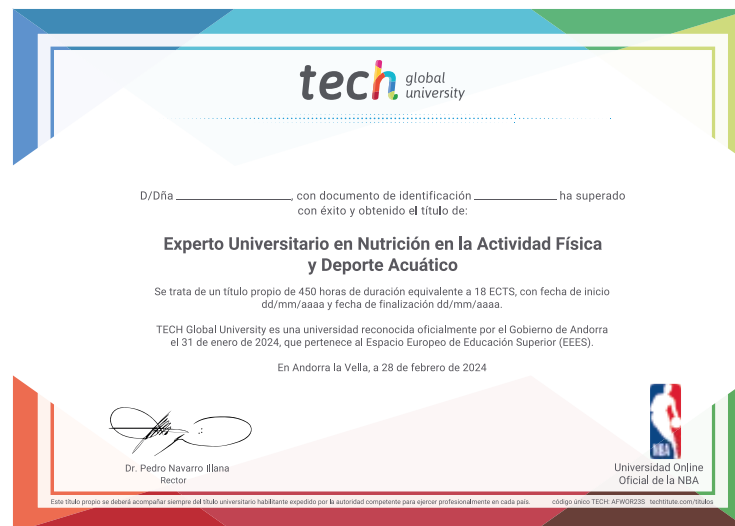 tech global
university
D/Dña ____________, con documento de identificación ____________ ha superado
con éxito y obtenido el título de:
Experto Universitario en Nutrición en la Actividad Física
y Deporte Acuático
Se trata de un título propio de 450 horas de duración equivalente a 18 ECTS, con fecha de inicio
dd/mm/aaaa y fecha de finalización dd/mm/aaaa.
TECH Global University es una universidad reconocida oficialmente por el Gobierno de Andorra
el 31 de enero de 2024, que pertenece al Espacio Europeo de Educación Superior (EEES).
En Andorra la Vella, a 28 de febrero de 2024
Dr. Pedro Navarro Illana
Rector
NBA
Universidad Online
Oficial de la NBA
Este título propio se deberá acompañar siempre del título universitario habilitante expedido por la autoridad competente para ejercer profesionalmente en cada país. código único TECH: AFWOR23S techtitute.com/titulos